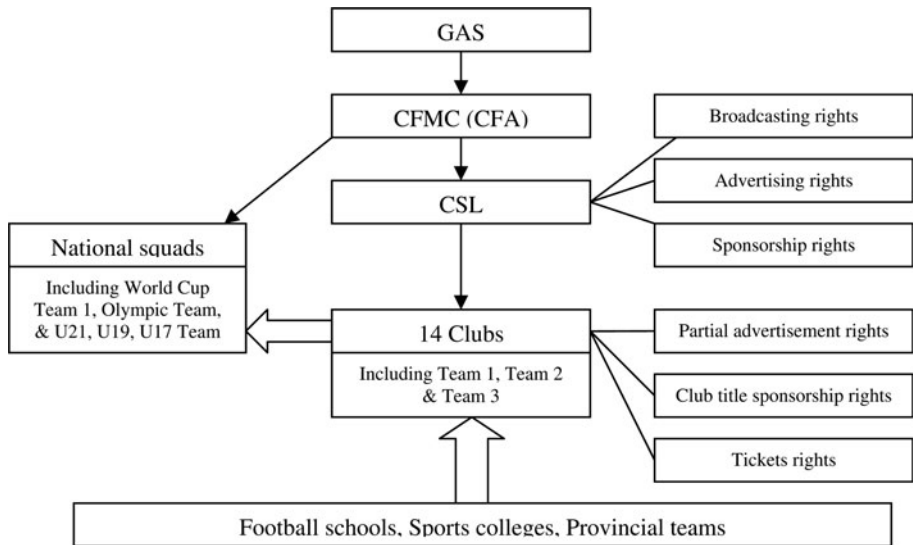 GAS
CFMC (CFA)
Broadcasting rights
Advertising rights
CSL
Sponsorship rights
National squads
Including World Cup
Team 1, Olympic Team,
& U21, U19, U17 Team
14 Clubs
Including Team 1, Team 2
& Team 3
Partial advertisement rights
Club title sponsorship rights
Tickets rights
Football schools, Sports colleges, Provincial teams